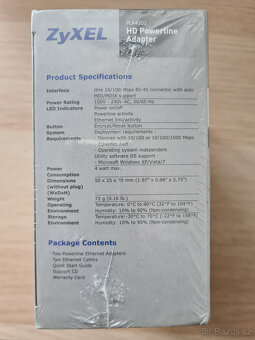 ZyXEL
PLA4201
HD Powerline
Adapter
Product Specifications
Interface One 10/100 Mbps RJ-45 connector with auto
MDI/MDIX support
Power Rating 100V - 240V AC, 50/60 Hz
LED Indicators Power on/off
Powerline activity
Ethernet link/activity
Button Encrypt/Reset button
System Deployment requirements
Requirements - Devices with 10/100 or 10/100/1000 Mbps
Ethernet port
- Operating system independent
Utility software OS support
- Microsoft Windows XP/Vista/7
Power 4 watt max.
Consumption
Dimensions 50 x 25 x 70 mm (1.97" x 0.98" x 2.75")
(without plug)
(WxDxH)
Weight 72 g (0.16 lb.)
Operating Temperature: 0°C to 40°C (32°F to 104°F)
Environment Humidity: 10% to 90% (Non-condensing)
Storage Temperature: -30°C to 70°C (-22°F to 158°F)
Environment Humidity: 10% to 95% (Non-condensing)
Package Contents
Two Powerline Ethernet Adapters
Two Ethernet Cables
Quick Start Guide
Support CD
Warranty Card
Sbazoš.cz